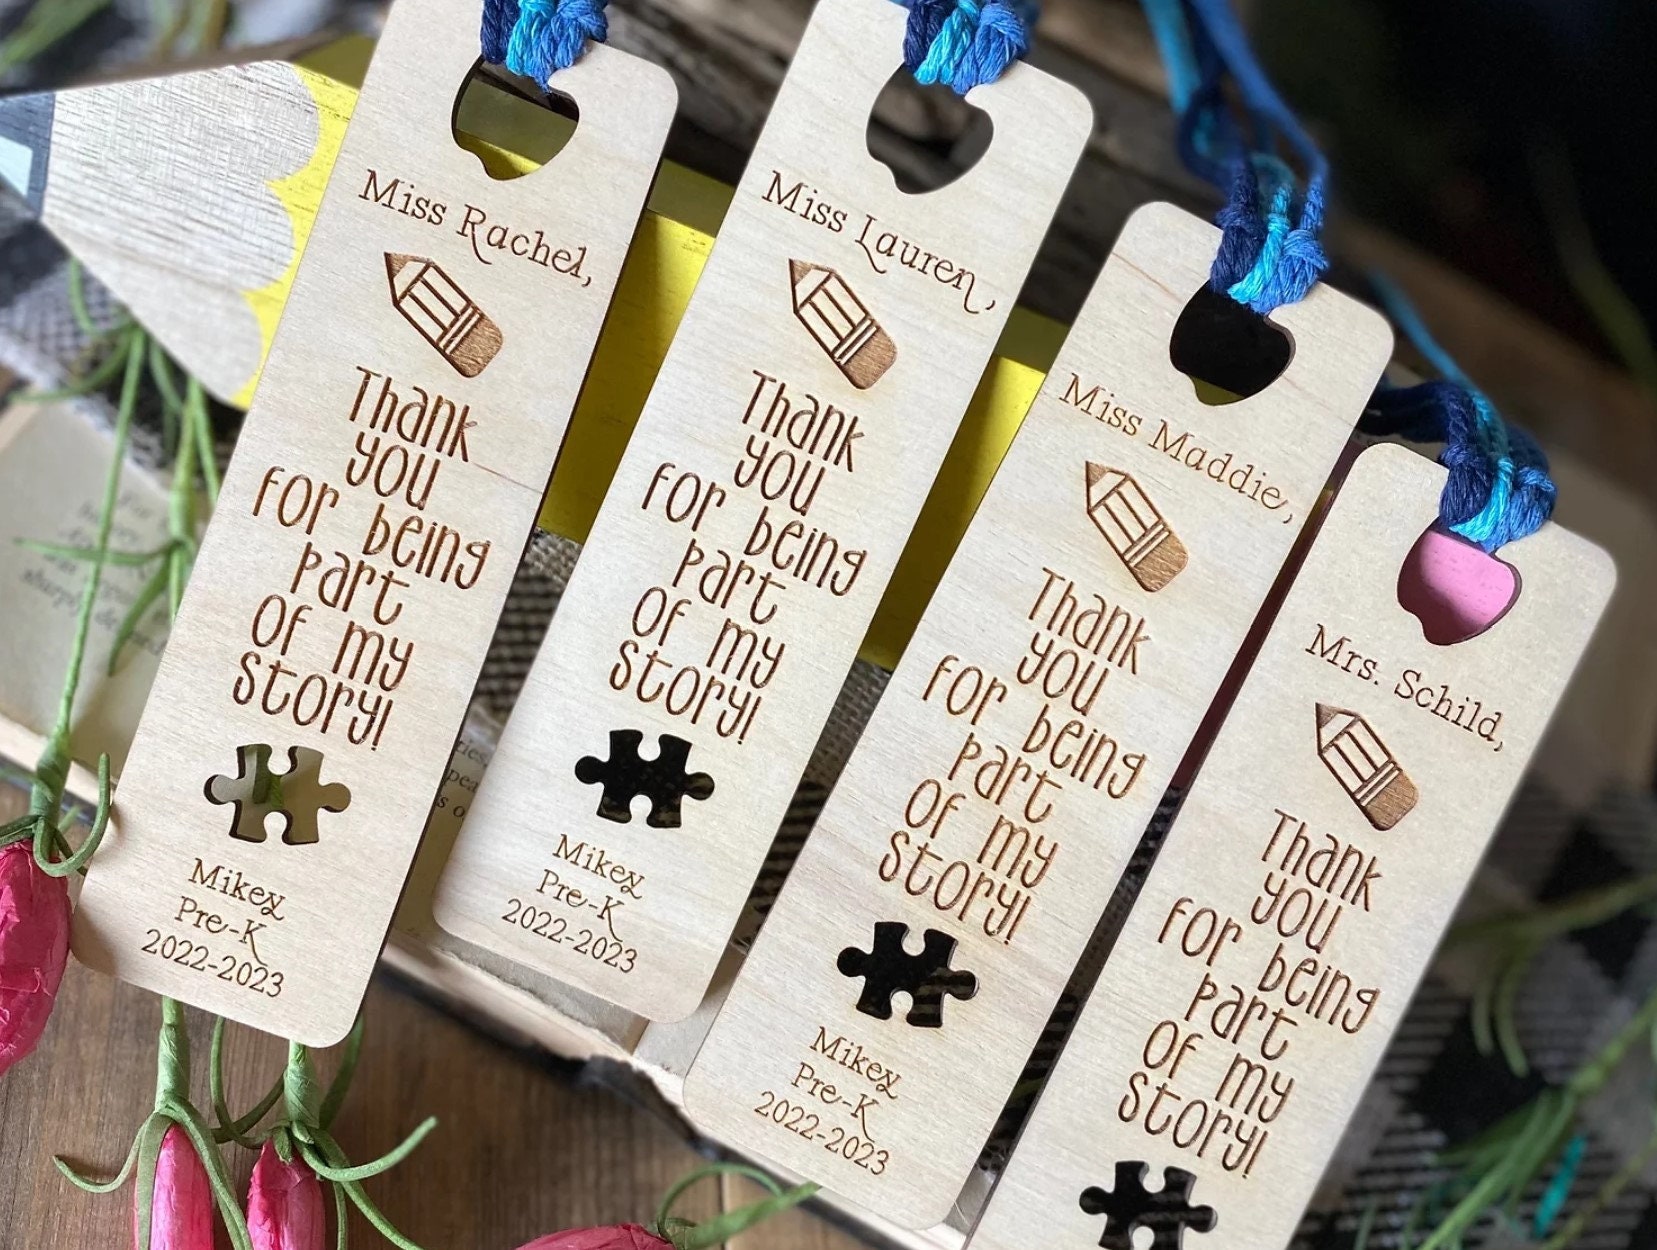 Miss Rachel,
Thank
you
for being
part
of my
story!
Mikey
Pre-K
2022-2023
Miss Lauren,
Thank
you
for being
part
of my
story!
Mikey
Pre-K
2022-2023
Miss Maddie,
Thank
you
for being
part
of my
story!
Mikey
Pre-K
2022-2023
Mrs. Schild,
Thank
you
for being
part
of my
story!